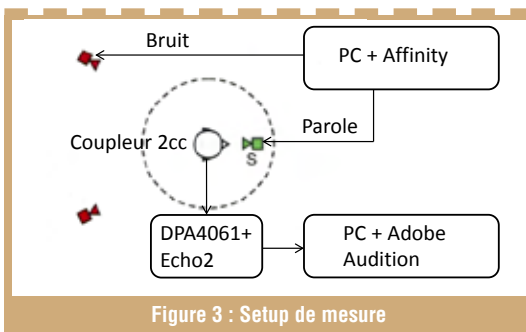 Bruit
PC + Affinity
Parole
Coupleur 2cc
S
DPA4061+
Echo2
PC + Adobe
Audition
Figure 3 : Setup de mesure